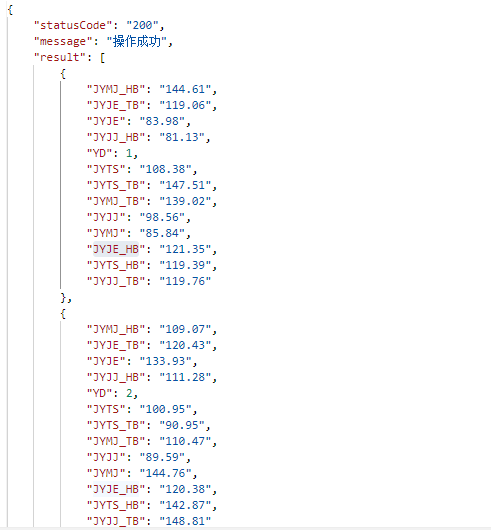 {
"statusCode": "200",
"message": "操作成功",
"result": [
{
"JYMJ_HB": "144.61",
"JYJE_TB": "119.06",
"JYJE": "83.98",
"JYJJ_HB": "81.13",
"YD": 1,
"JYTS": "108.38",
"JYTS_TB": "147.51",
"JYMJ_TB": "139.02",
"JYJJ": "98.56",
"JYMJ": "85.84",
"JYJE_HB": "121.35",
"JYTS_HB": "119.39",
"JYJJ_TB": "119.76"
},
{
"JYMJ_HB": "109.07",
"JYJE_TB": "120.43",
"JYJE": "133.93",
"JYJJ_HB": "111.28",
"YD": 2,
"JYTS": "100.95",
"JYTS_TB": "90.95",
"JYMJ_TB": "110.47",
"JYJJ": "89.59",
"JYMJ": "144.76",
"JYJE_HB": "120.38",
"JYTS_HB": "142.87",
"JYJJ_TB": "148.81"